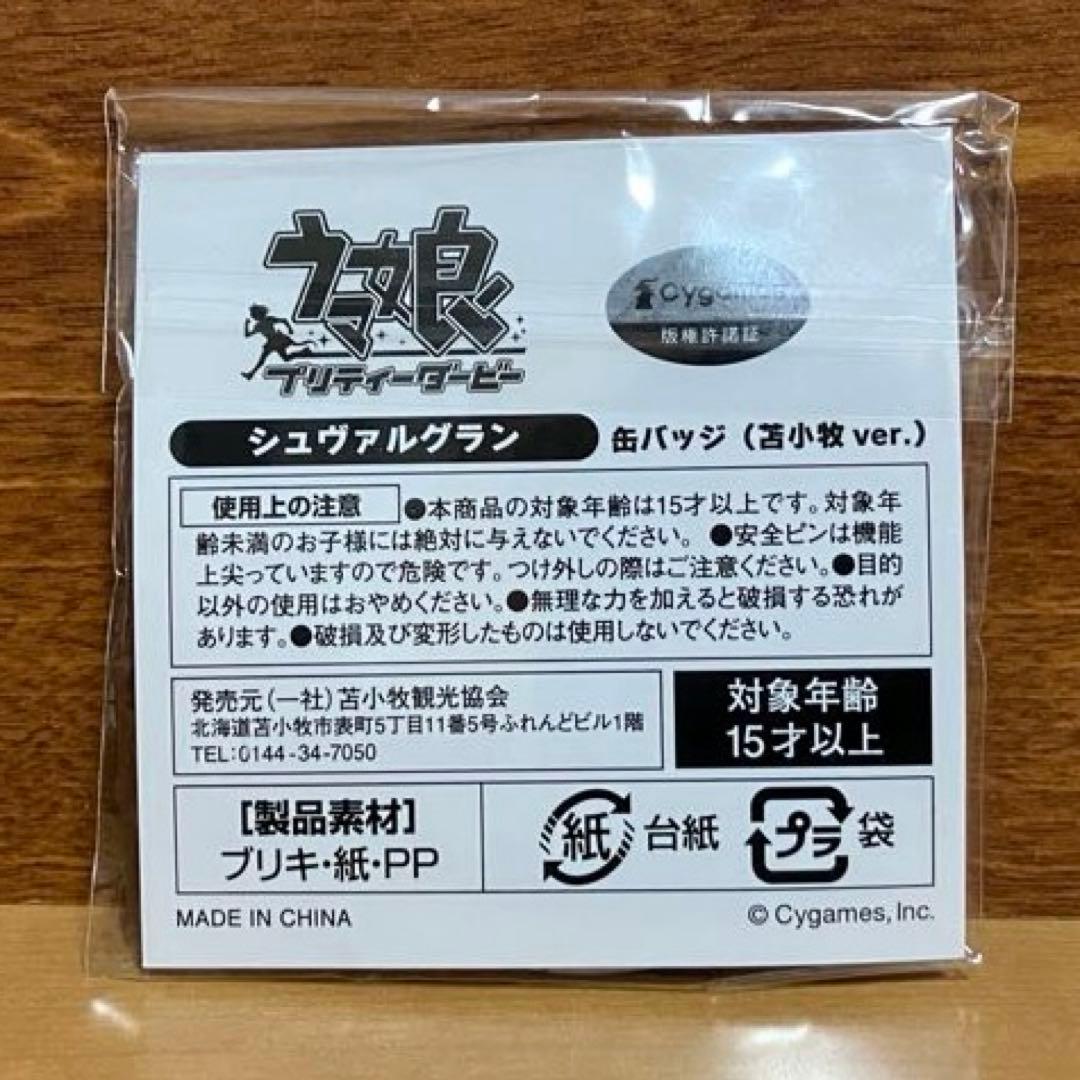 ウマ娘
プリティーダービー
Cygames
版権許諾証
シュヴァルグラン 缶バッジ（苫小牧ver.）
使用上の注意 ●本商品の対象年齢は15才以上です。対象年
齢未満のお子様には絶対に与えないでください。●安全ピンは機能
上尖っていますので危険です。つけ外しの際はご注意ください。●目的
以外の使用はおやめください。●無理な力を加えると破損する恐れが
あります。●破損及び変形したものは使用しないでください。
発売元（一社）苫小牧観光協会
北海道苫小牧市表町5丁目11番5号ふれんどビル1階
TEL:0144-34-7050
対象年齢
15才以上
[製品素材]
ブリキ・紙・PP
紙 台紙 プラ 袋
MADE IN CHINA
© Cygames, Inc.